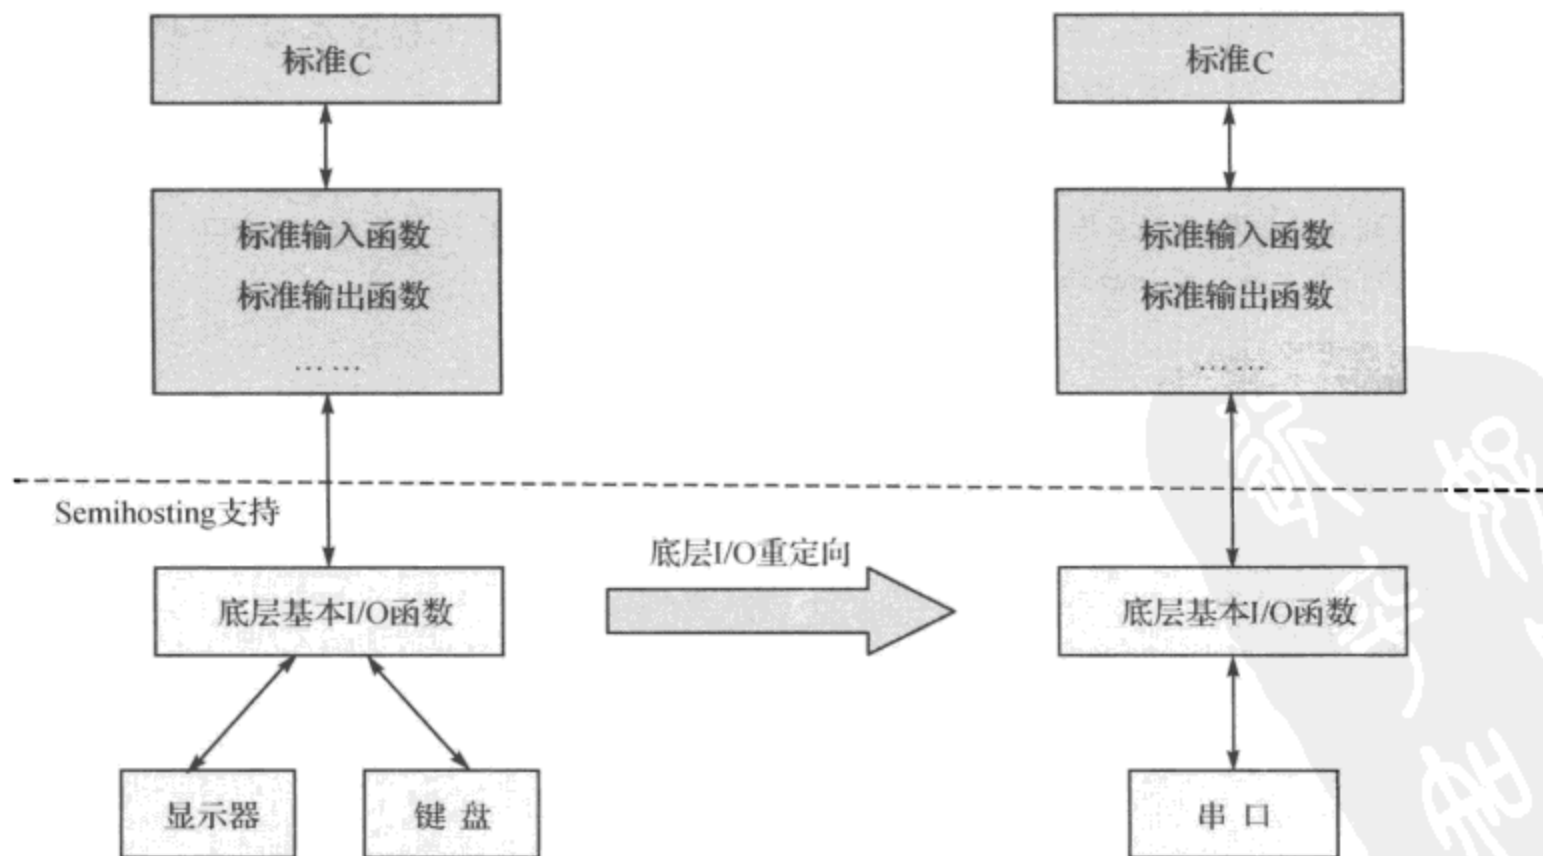 标准C
标准C
标准输入函数
标准输出函数
……
标准输入函数
标准输出函数
……
Semihosting支持
底层I/O重定向
底层基本I/O函数
底层基本I/O函数
显示器
键 盘
串 口